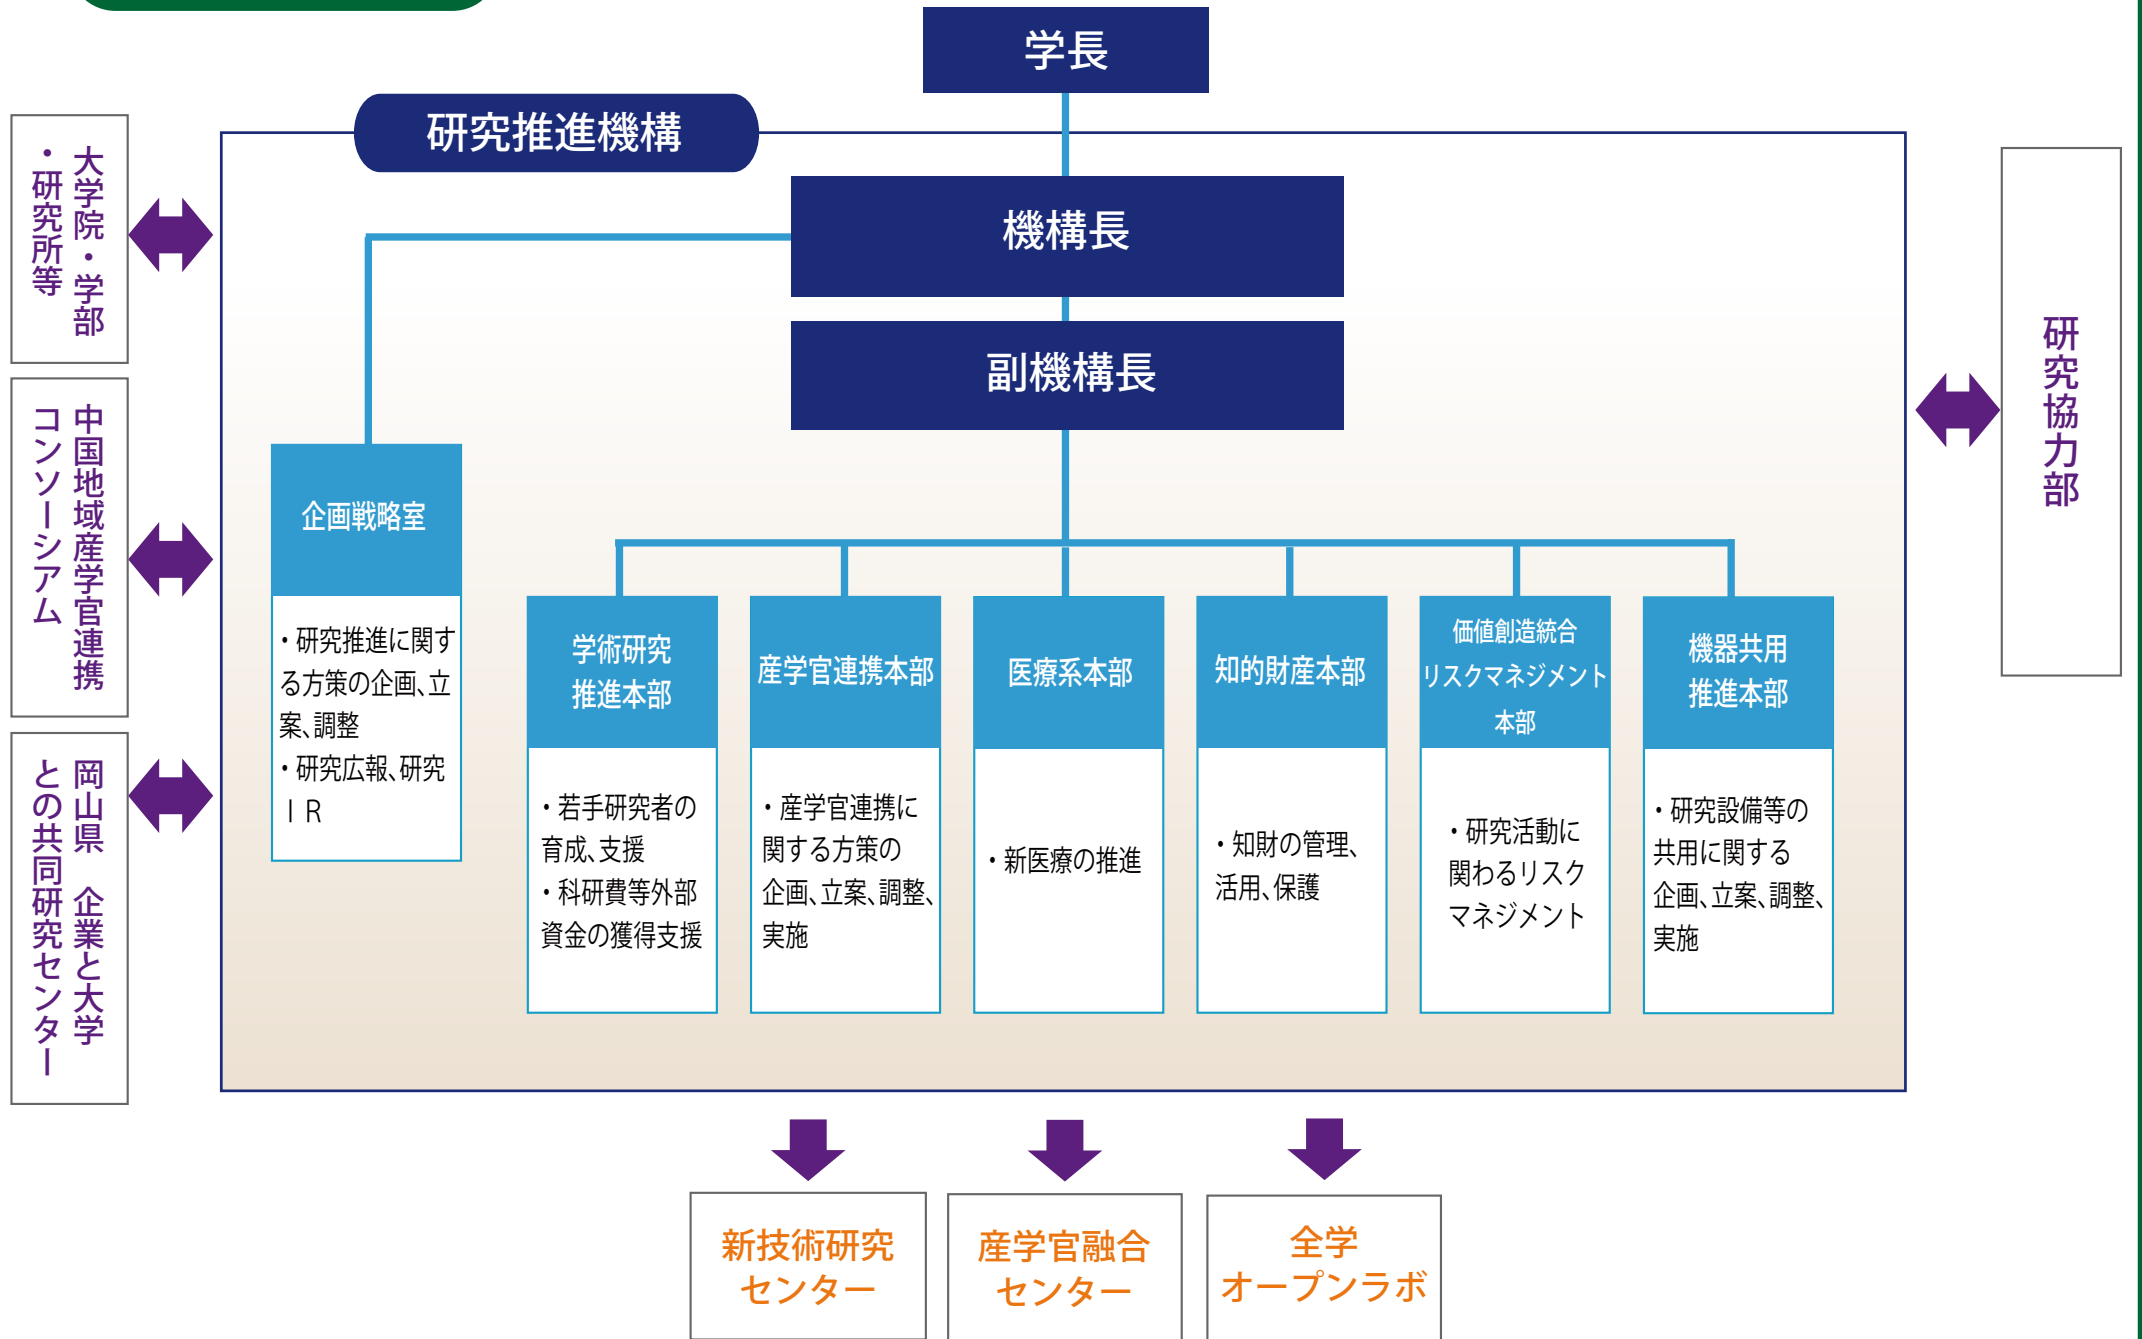 学長
研究推進機構
機構長
副機構長
大学院・学部
・研究所等
中国地域産学官連携
コンソーシアム
岡山県　企業と大学
との共同研究センター
研究協力部
企画戦略室
・研究推進に関す
る方策の企画、立
案、調整
・研究広報、研究
ＩＲ
学術研究
推進本部
・若手研究者の
育成、支援
・科研費等外部
資金の獲得支援
産学官連携本部
・産学官連携に
関する方策の
企画、立案、調整、
実施
医療系本部
・新医療の推進
知的財産本部
・知財の管理、
活用、保護
価値創造統合
リスクマネジメント
本部
・研究活動に
関わるリスク
マネジメント
機器共用
推進本部
・研究設備等の
共用に関する
企画、立案、調整、
実施
新技術研究
センター
産学官融合
センター
全学
オープンラボ